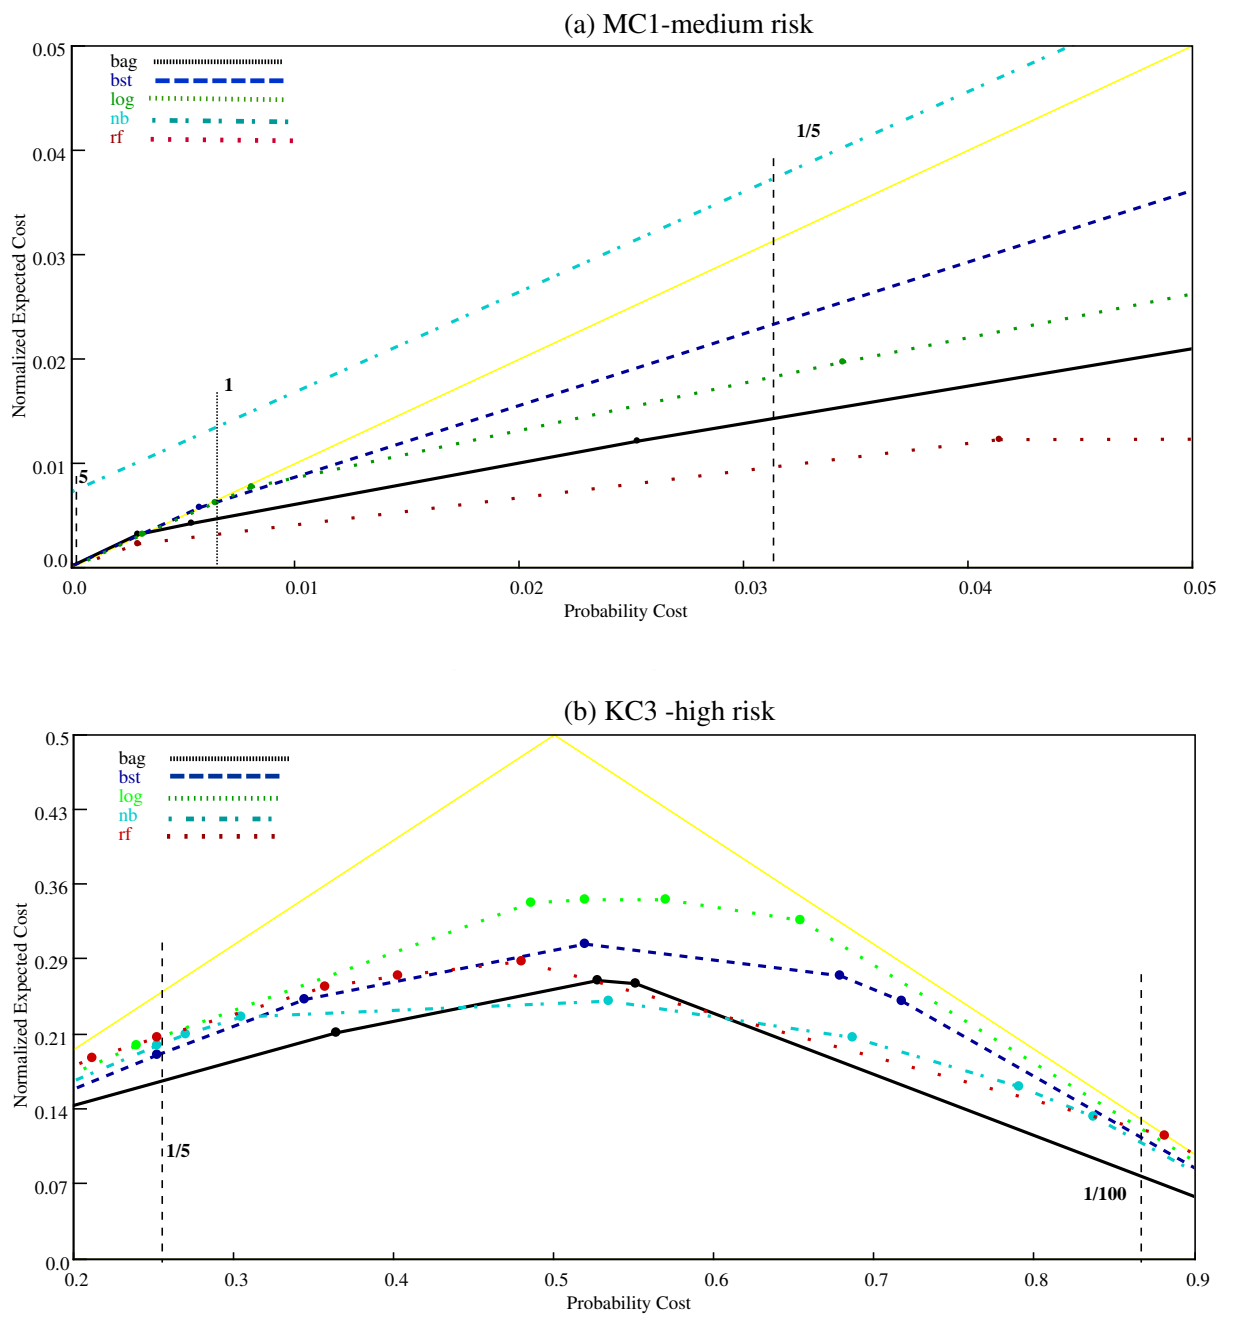 (a) MC1-medium risk
0.05
bag
bst
log
nb
rf
1/5
0.04
0.03
0.02
1
0.01
5
0.0
Normalized Expected Cost
0.0 0.01 0.02 0.03 0.04 0.05
Probability Cost
(b) KC3 -high risk
0.5
bag
bst
log
nb
rf
0.43
0.36
0.29
0.21
0.14
1/5
0.07
1/100
0.0
Normalized Expected Cost
0.2 0.3 0.4 0.5 0.6 0.7 0.8 0.9
Probability Cost